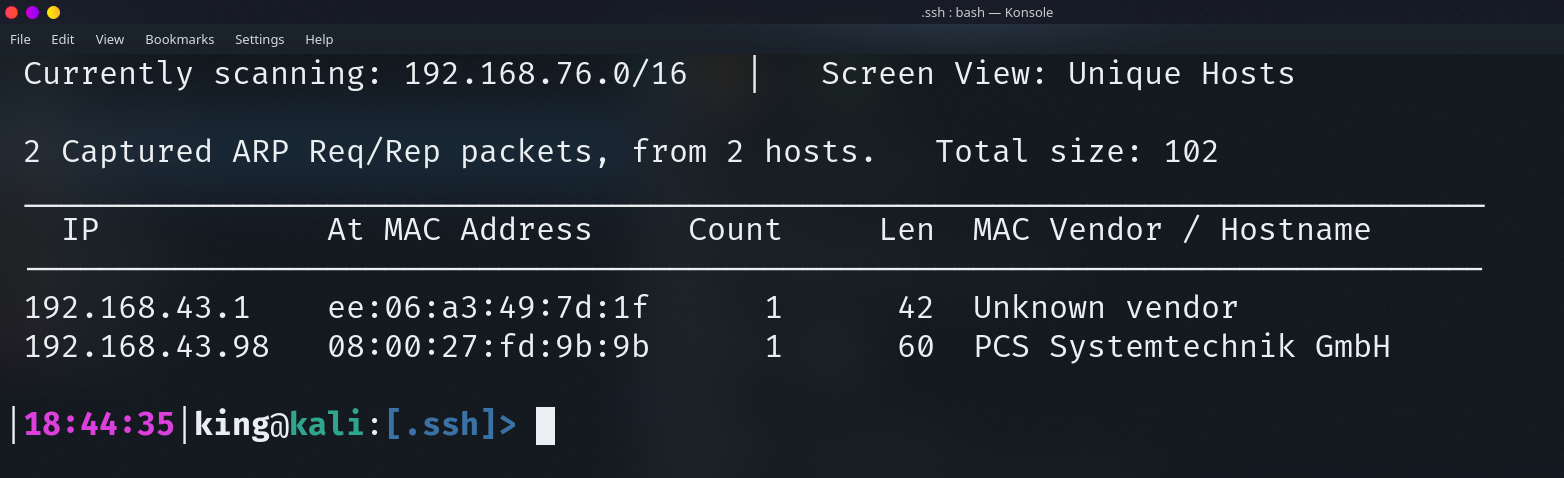 .ssh : bash — Konsole
File Edit View Bookmarks Settings Help
Currently scanning: 192.168.76.0/16 | Screen View: Unique Hosts
2 Captured ARP Req/Rep packets, from 2 hosts. Total size: 102
IP At MAC Address Count Len MAC Vendor / Hostname
192.168.43.1 ee:06:a3:49:7d:1f 1 42 Unknown vendor
192.168.43.98 08:00:27:fd:9b:9b 1 60 PCS Systemtechnik GmbH
|18:44:35|king@kali:[.ssh]>